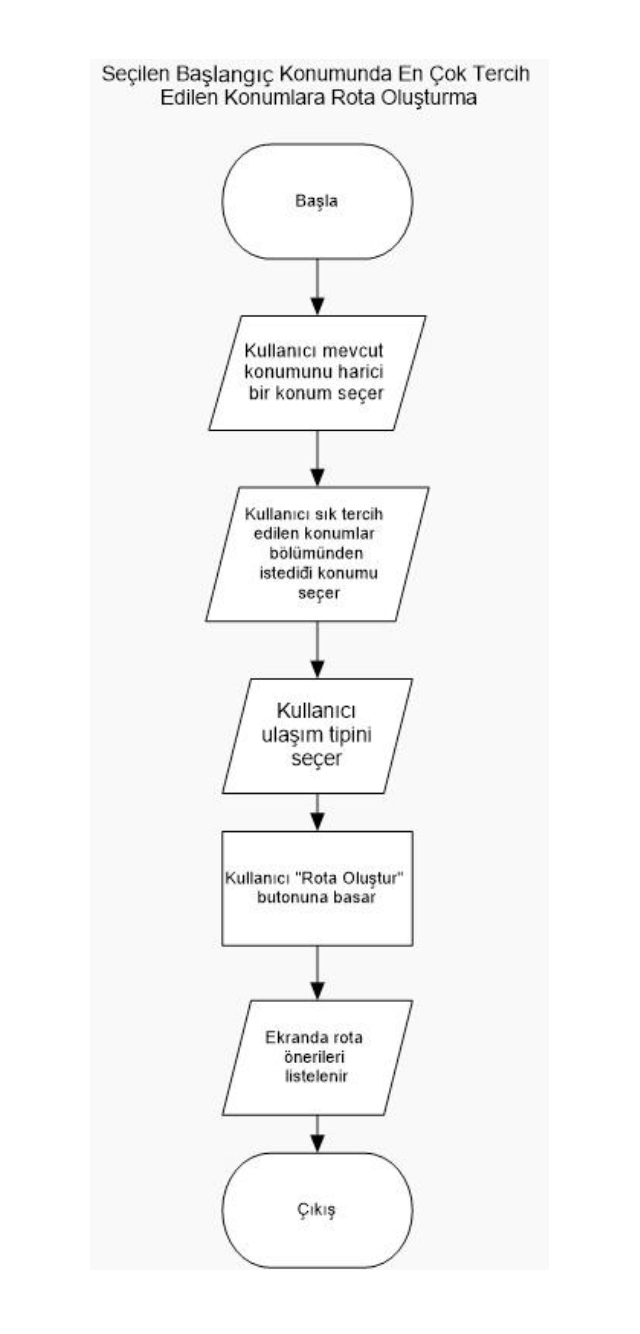 Seçilen Başlangıç Konumunda En Çok Tercih
Edilen Konumlara Rota Oluşturma
Başla
Kullanıcı mevcut
konumunu harici
bir konum seçer
Kullanıcı sık tercih
edilen konumlar
bölümünden
istediđi konumu
seçer
Kullanıcı
ulaşım tipini
seçer
Kullanıcı "Rota Oluştur"
butonuna basar
Ekranda rota
önerileri
listelenir
Çıkış